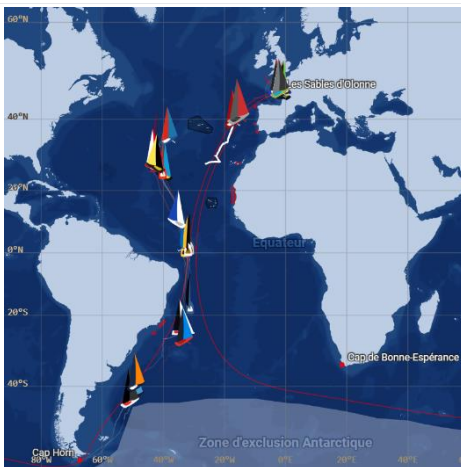 60°N
Les Sables d'Olonne
40°N
20°N
Equateur
0°N
20°S
Cap de Bonne-Espérance
40°S
Zone d'exclusion Antarctique
Cap Horn
80°W 60°W 40°W 20°W 0°E 20°E 40°E